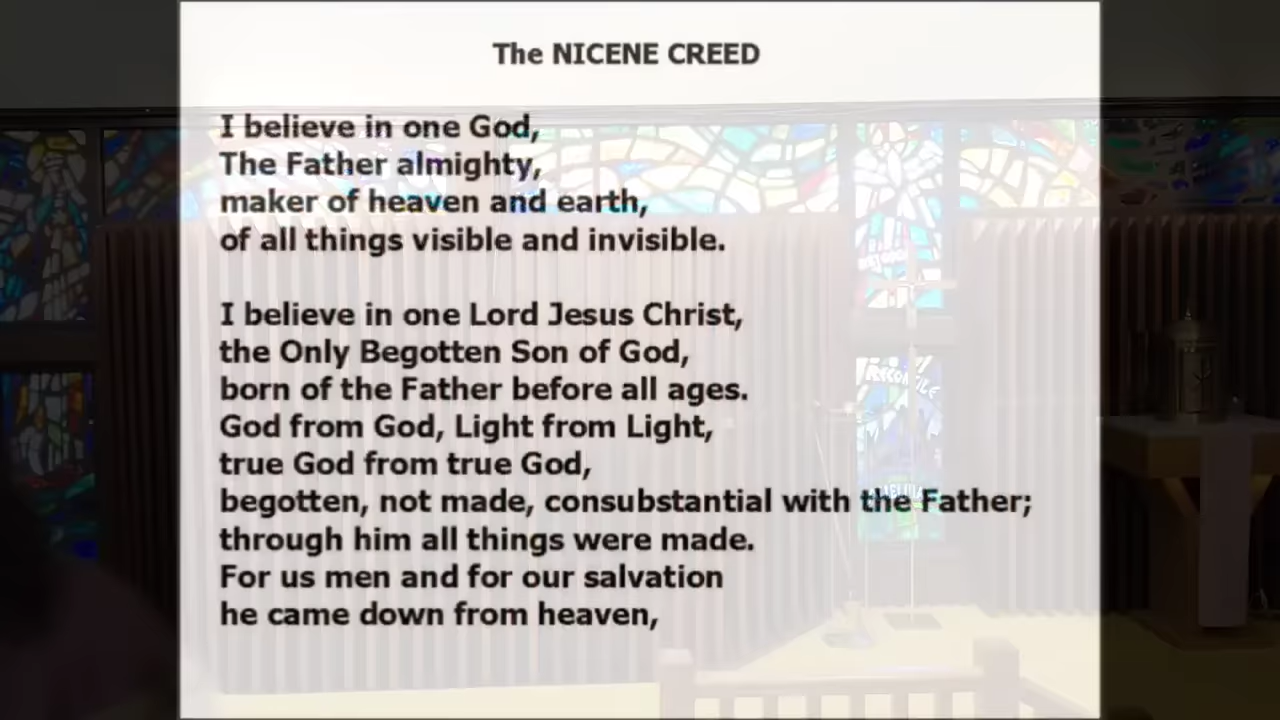 The NICENE CREED
I believe in one God,
The Father almighty,
maker of heaven and earth,
of all things visible and invisible.
I believe in one Lord Jesus Christ,
the Only Begotten Son of God,
born of the Father before all ages.
God from God, Light from Light,
true God from true God,
begotten, not made, consubstantial with the Father;
through him all things were made.
For us men and for our salvation
he came down from heaven,
RECONCILE